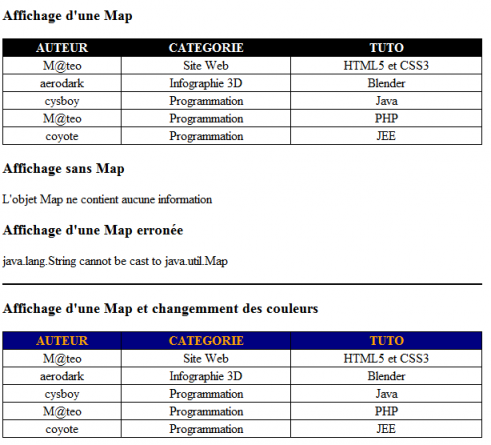 Affichage d'une Map
AUTEUR CATEGORIE TUTO
M@teo Site Web HTML5 et CSS3
aerodark Infographie 3D Blender
cysboy Programmation Java
M@teo Programmation PHP
coyote Programmation JEE
Affichage sans Map
L'objet Map ne contient aucune information
Affichage d'une Map erronée
java.lang.String cannot be cast to java.util.Map
Affichage d'une Map et changemment des couleurs
AUTEUR CATEGORIE TUTO
M@teo Site Web HTML5 et CSS3
aerodark Infographie 3D Blender
cysboy Programmation Java
M@teo Programmation PHP
coyote Programmation JEE